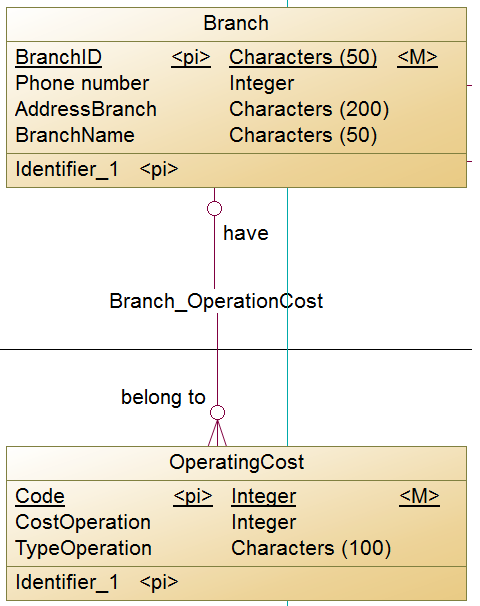 Branch
BranchID <pi> Characters (50) <M>
Phone number Integer
AddressBranch Characters (200)
BranchName Characters (50)
Identifier_1 <pi>
have
Branch_OperationCost
belong to
OperatingCost
Code <pi> Integer <M>
CostOperation Integer
TypeOperation Characters (100)
Identifier_1 <pi>